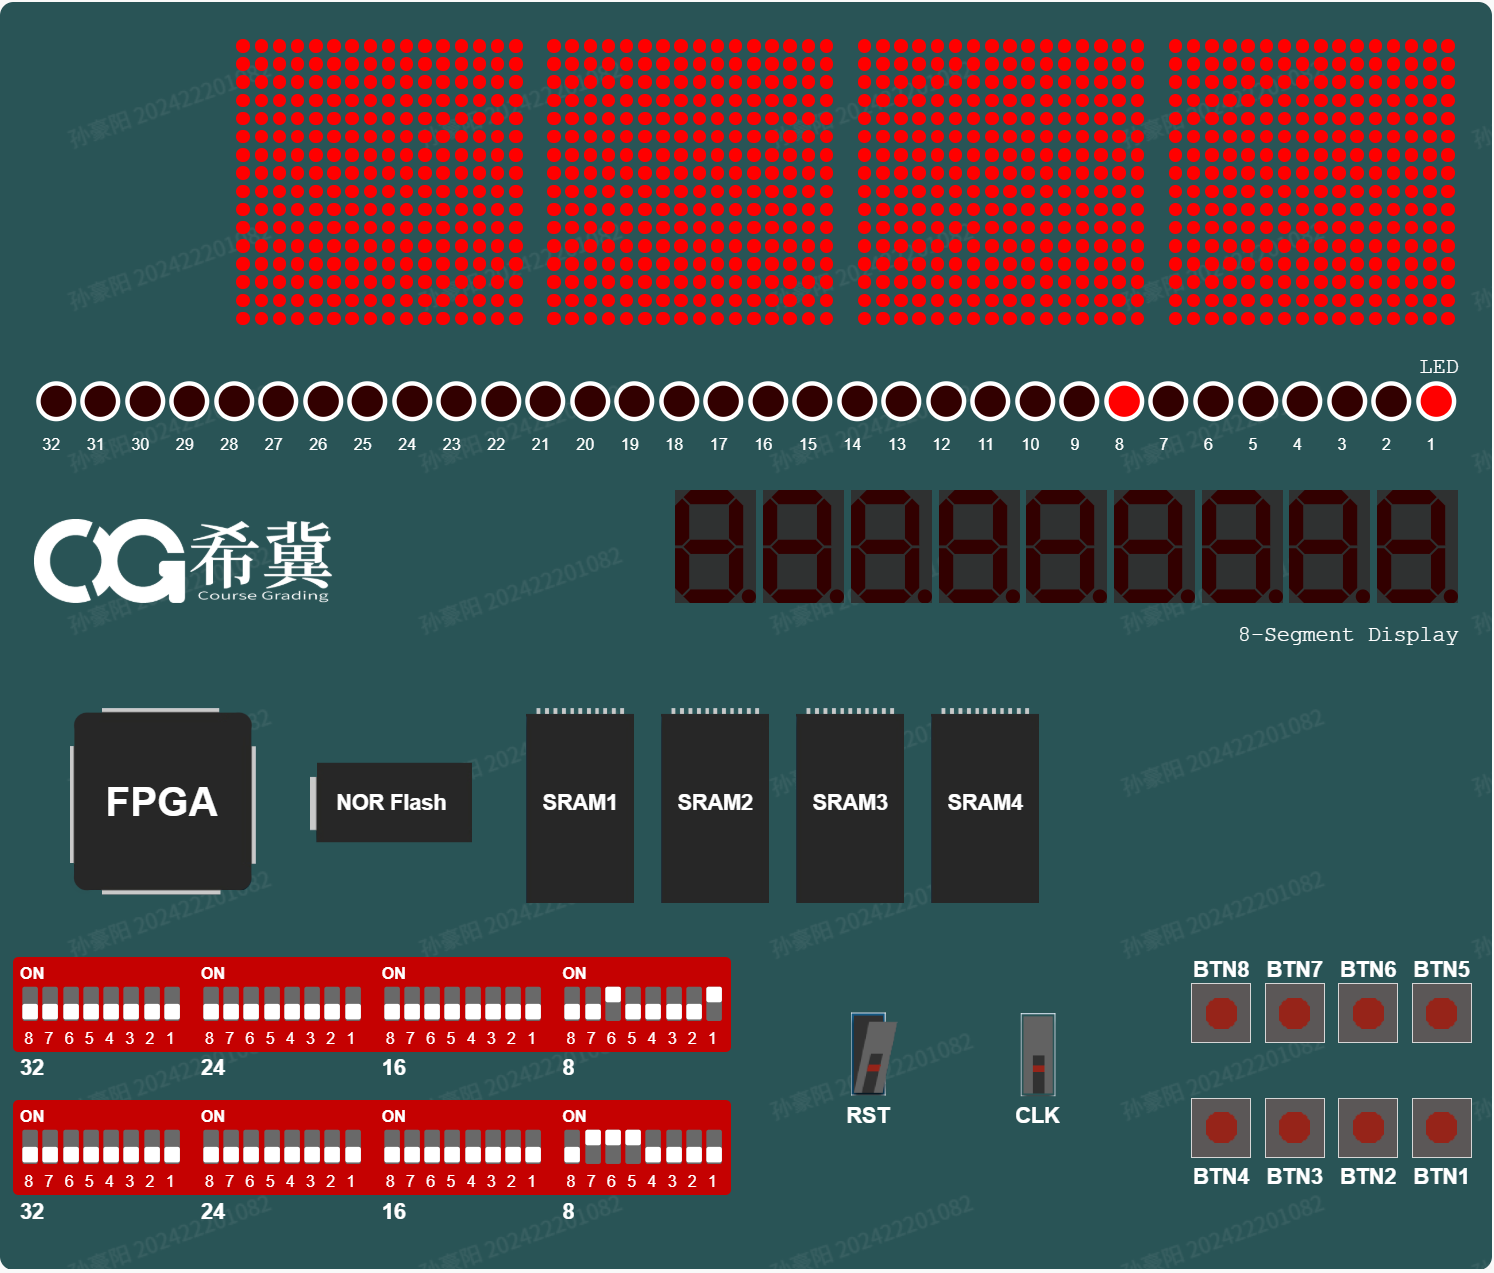 LED
32 31 30 29 28 27 26 25 24 23 22 21 20 19 18 17 16 15 14 13 12 11 10 9 8 7 6 5 4 3 2 1
CG希冀
Course Grading
8-Segment Display
FPGA
NOR Flash
SRAM1
SRAM2
SRAM3
SRAM4
ON ON ON ON
8 7 6 5 4 3 2 1 8 7 6 5 4 3 2 1 8 7 6 5 4 3 2 1 8 7 6 5 4 3 2 1
32 24 16 8
ON ON ON ON
8 7 6 5 4 3 2 1 8 7 6 5 4 3 2 1 8 7 6 5 4 3 2 1 8 7 6 5 4 3 2 1
32 24 16 8
RST
CLK
BTN8 BTN7 BTN6 BTN5
BTN4 BTN3 BTN2 BTN1
孙豪阳 202422201082